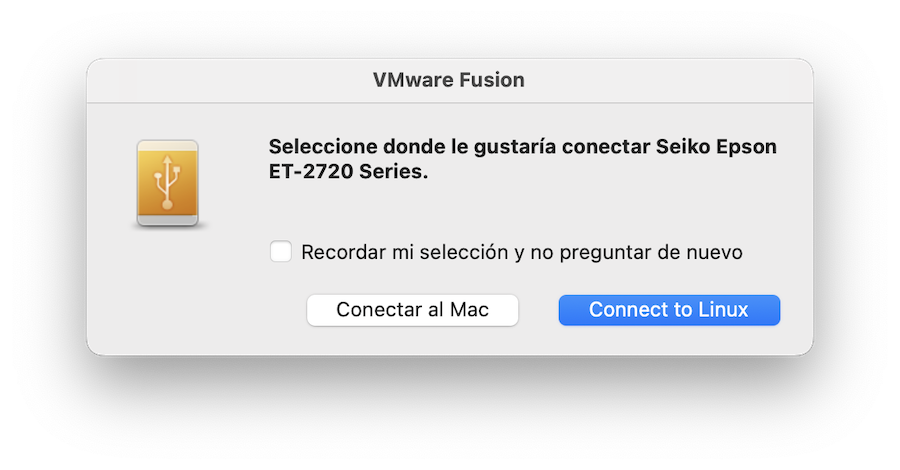 VMware Fusion
Seleccione donde le gustaría conectar Seiko Epson
ET-2720 Series.
Recordar mi selección y no preguntar de nuevo
Conectar al Mac
Connect to Linux